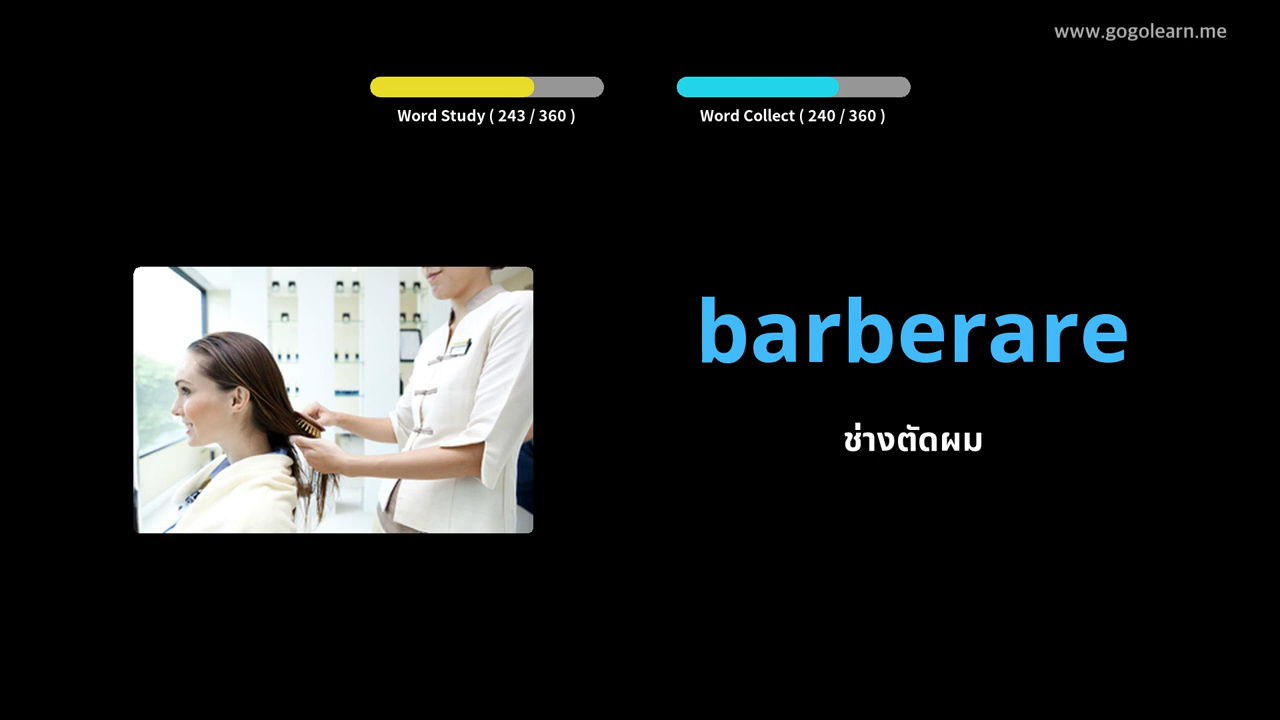 www.gogolearn.me
Word Study ( 243 / 360 )
Word Collect ( 240 / 360 )
barberare
ช่างตัดผม